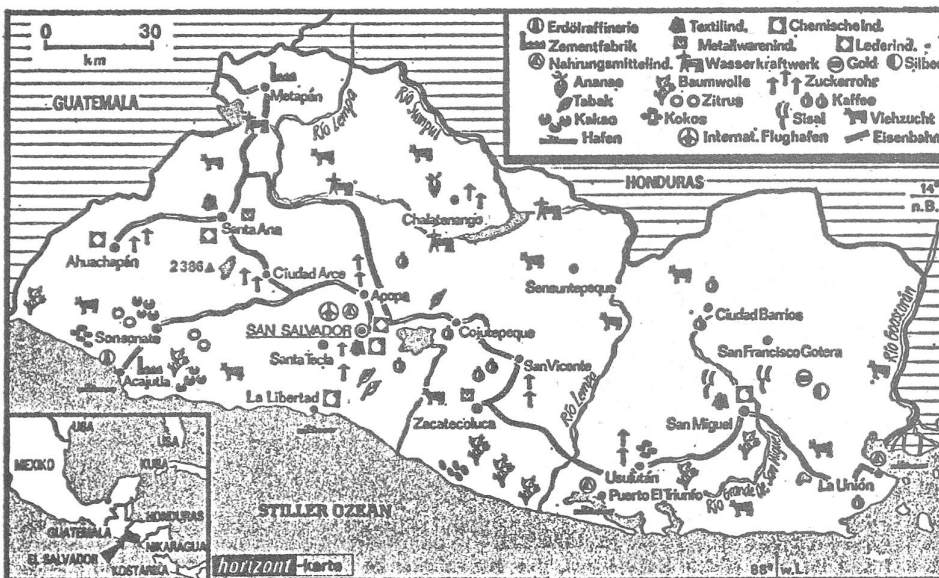 0 30
km
Erdölraffinerie Textilind. Chemische Ind.
Zementfabrik Metallwarenind. Lederind.
Nahrungsmittelind. Wasserkraftwerk Gold Silber
Ananas Baumwolle Zuckerrohr
Tabak Zitrus Kaffee
Kakao Kokos Sisal Viehzucht
Hafen Internat. Flughafen Eisenbahn
GUATEMALA
Metapán
Río Lempa
Río Sumpul
HONDURAS
14°
n.B.
Chalatenango
Santa Ana
Ahuachapán
2386
Ciudad Arce
Sensuntepeque
Apopa
Ciudad Barrios
Río Goascorán
Sonsonate
SAN SALVADOR
Cojutepeque
San Francisco Gotera
Santa Tecla
San Vicente
Acajutla
Río Lempa
La Libertad
Zacatecoluca
San Miguel
Usulután
La Unión
Puerto El Triunfo
Río Grande de San Miguel
STILLER OZEAN
88° w.L.
USA
USA
MEXIKO
KUBA
HONDURAS
GUATEMALA
NIKARAGUA
EL SALVADOR
KOSTARIKA
horizont-karte